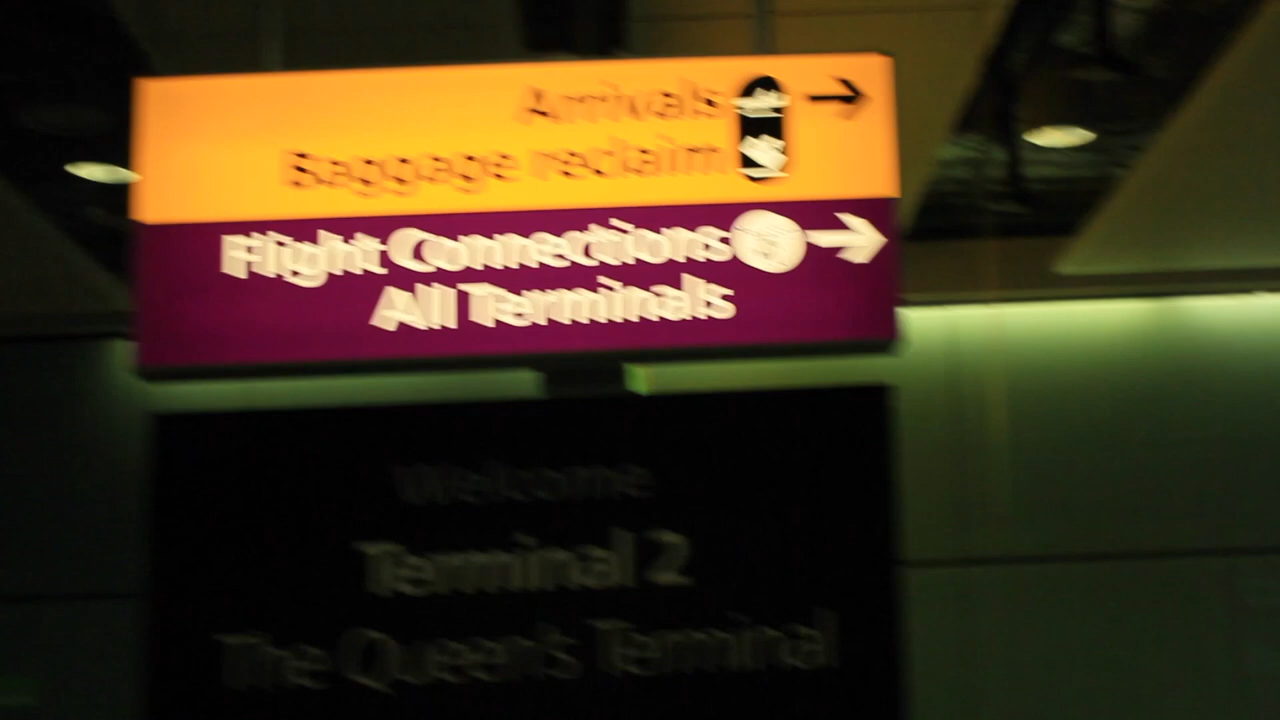 Arrivals
Baggage reclaim
Flight Connections
All Terminals
Welcome
Terminal 2
The Queen's Terminal